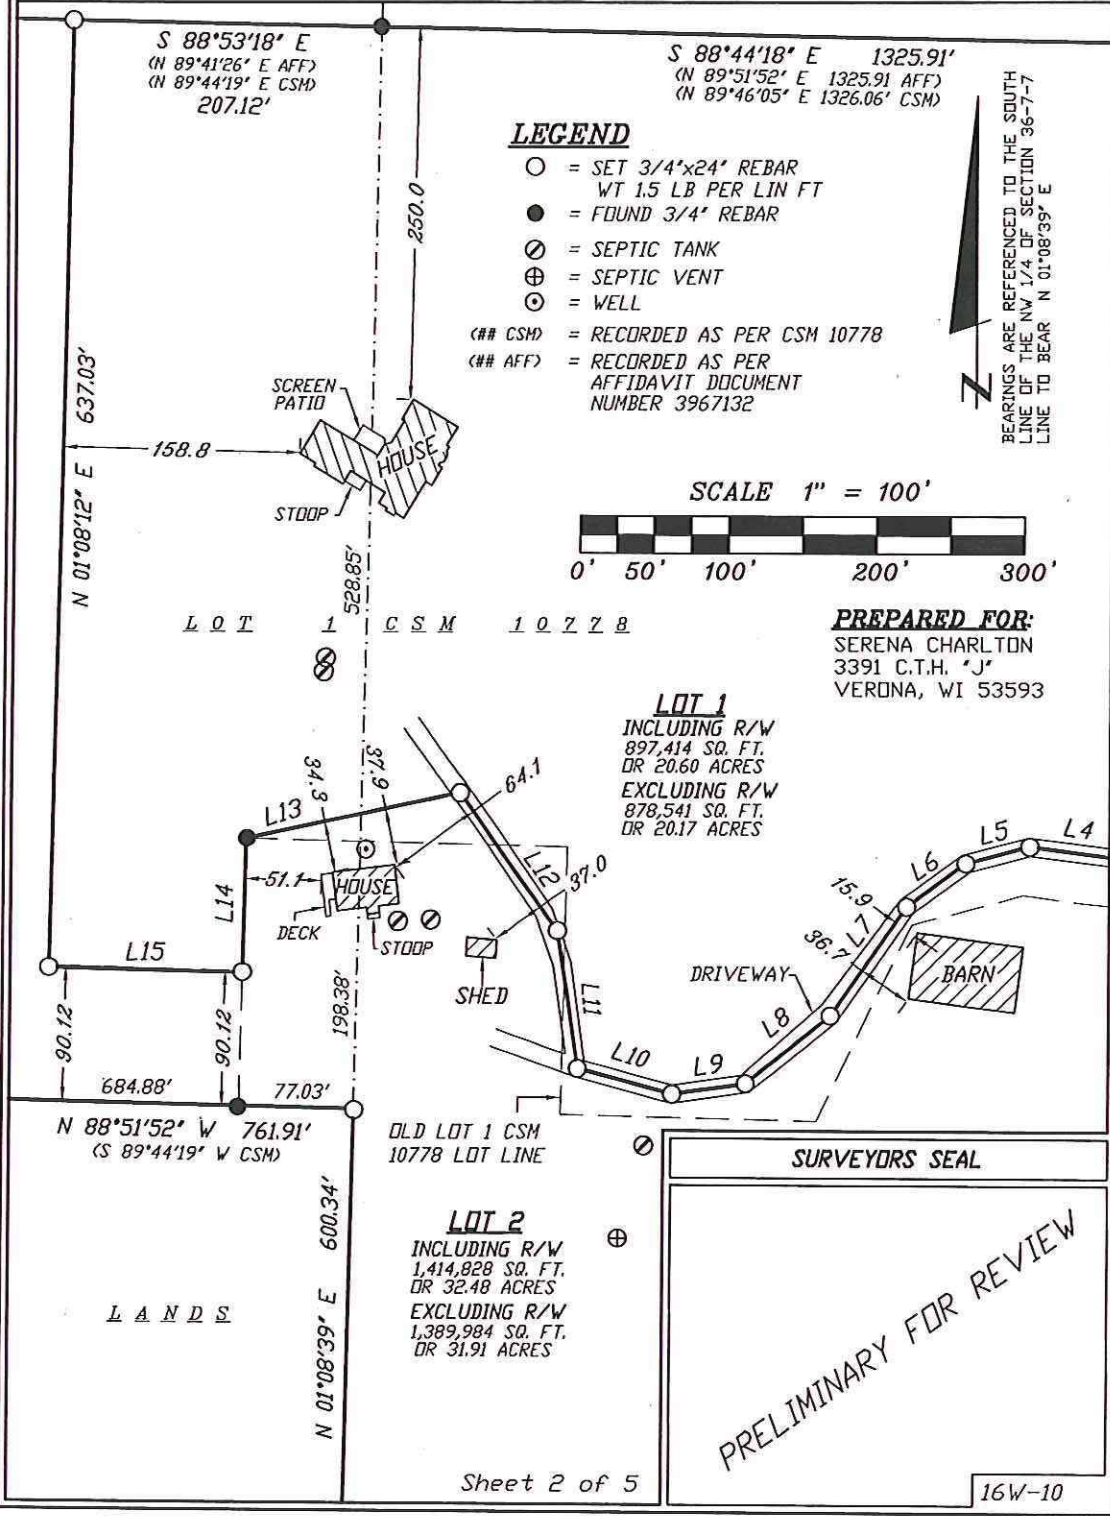 S 88°53'18" E
(N 89°41'26" E AFF)
(N 89°44'19" E CSM)
207.12'
S 88°44'18" E 1325.91'
(N 89°51'52" E 1325.91 AFF)
(N 89°46'05" E 1326.06' CSM)
LEGEND
= SET 3/4"x24" REBAR
WT 1.5 LB PER LIN FT
= FOUND 3/4" REBAR
= SEPTIC TANK
= SEPTIC VENT
= WELL
(## CSM) = RECORDED AS PER CSM 10778
(## AFF) = RECORDED AS PER
AFFIDAVIT DOCUMENT
NUMBER 3967132
BEARINGS ARE REFERENCED TO THE SOUTH
LINE OF THE NW 1/4 OF SECTION 36-7-7
LINE TO BEAR N 01°08'39" E
N
250.0
N 01°08'12" E 637.03'
SCREEN
PATIO
158.8
HOUSE
STOOP
SCALE 1" = 100'
0' 50' 100' 200' 300'
528.85'
LOT 1 CSM 10778
PREPARED FOR:
SERENA CHARLTON
3391 C.T.H. "J"
VERONA, WI 53593
LOT 1
INCLUDING R/W
897,414 SQ. FT.
OR 20.60 ACRES
EXCLUDING R/W
878,541 SQ. FT.
OR 20.17 ACRES
L13
34.3
37.9
64.1
L12
37.0
L14
51.1
HOUSE
DECK
STOOP
SHED
L15
L11
L10
L9
L8
L7
L6
L5
L4
15.9
36.7
DRIVEWAY
BARN
90.12
90.12
198.38'
684.88'
77.03'
N 88°51'52" W 761.91'
(S 89°44'19" W CSM)
OLD LOT 1 CSM
10778 LOT LINE
N 01°08'39" E 600.34'
LOT 2
INCLUDING R/W
1,414,828 SQ. FT.
OR 32.48 ACRES
EXCLUDING R/W
1,389,984 SQ. FT.
OR 31.91 ACRES
LANDS
SURVEYORS SEAL
PRELIMINARY FOR REVIEW
Sheet 2 of 5
16W-10